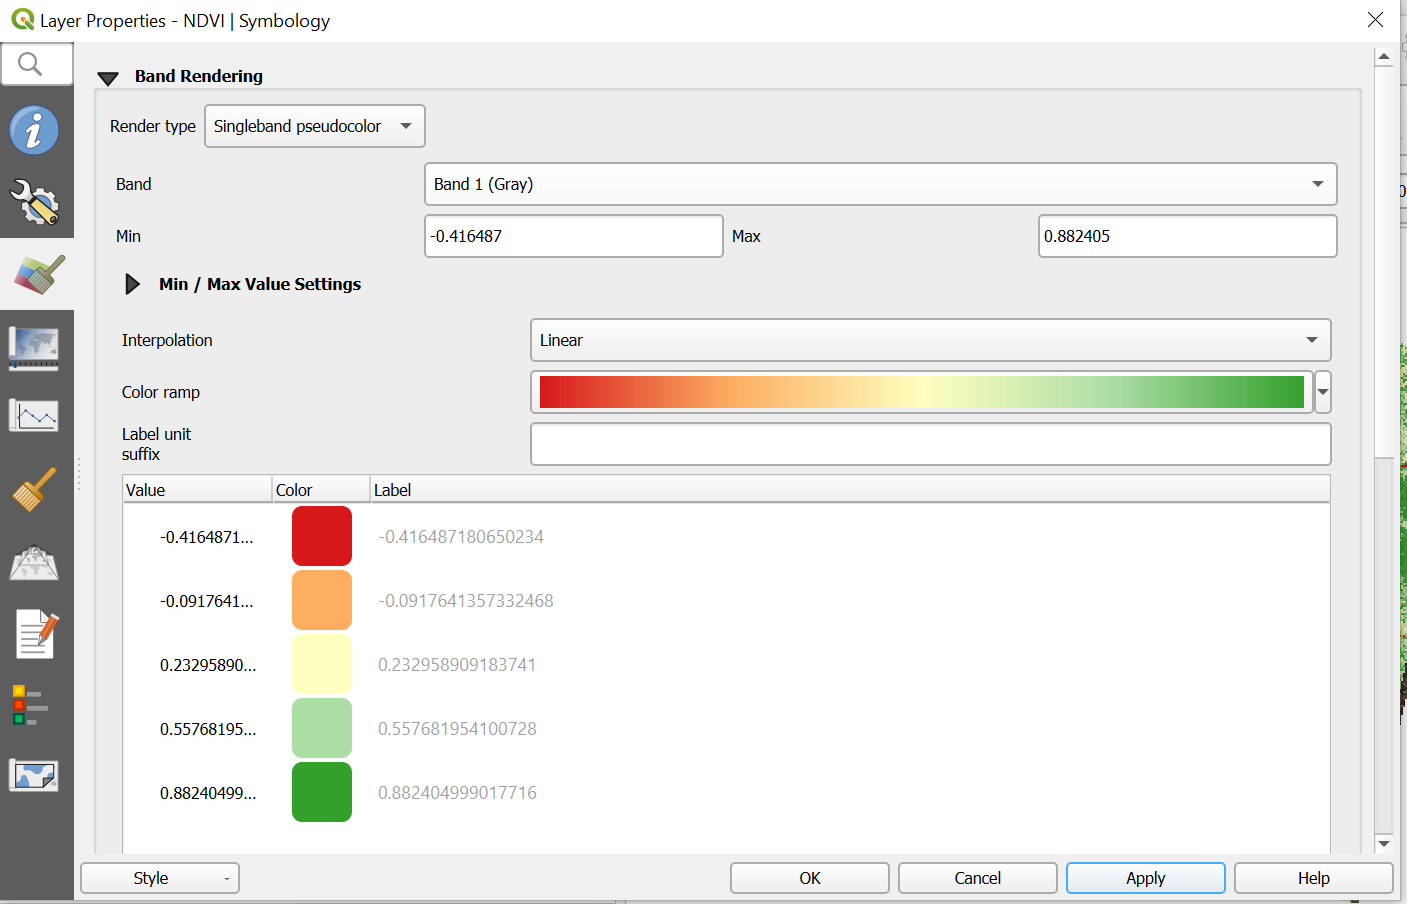 Layer Properties - NDVI | Symbology
Band Rendering
Render type Singleband pseudocolor
Band Band 1 (Gray)
Min -0.416487 Max 0.882405
Min / Max Value Settings
Interpolation Linear
Color ramp
Label unit
suffix
Value Color Label
-0.4164871... -0.416487180650234
-0.0917641... -0.0917641357332468
0.23295890... 0.232958909183741
0.55768195... 0.557681954100728
0.88240499... 0.882404999017716
Style OK Cancel Apply Help